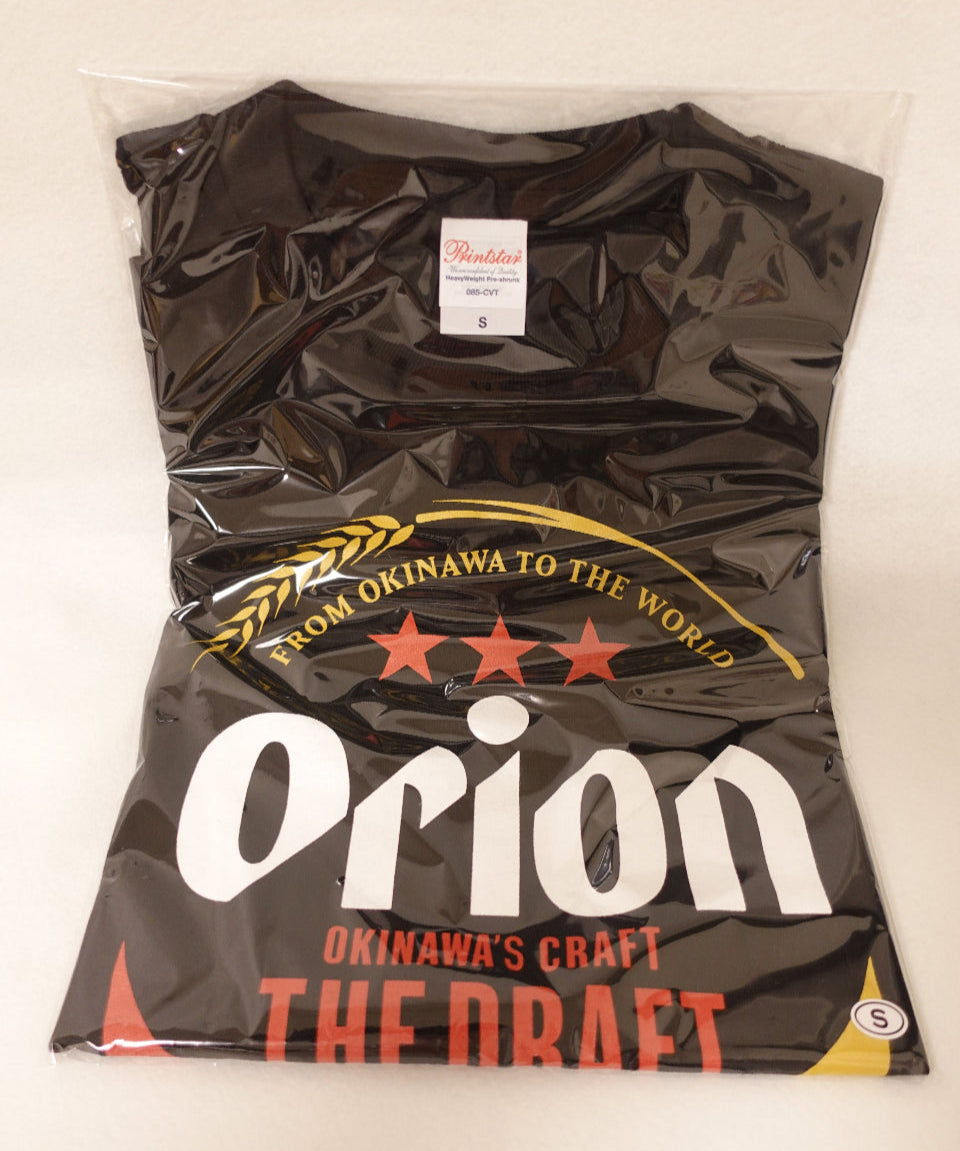 Printstar
HeavyWeight Pre-shrunk
085-CVT
S
FROM OKINAWA TO THE WORLD
Orion
OKINAWA'S CRAFT
THE DRAFT
S